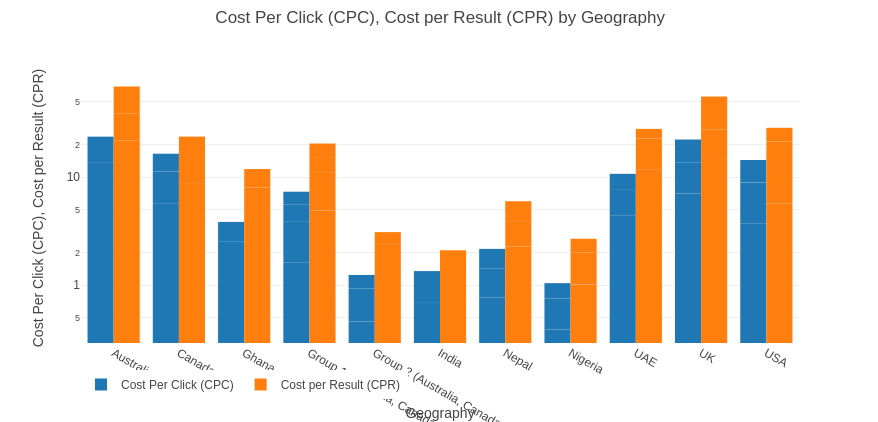 Cost Per Click (CPC), Cost per Result (CPR) by Geography
Cost Per Click (CPC), Cost per Result (CPR)
5
2
10
5
2
1
5
Canada
Ghana
Group
Group 2 (Australia, Canada
India
Nepal
Nigeria
UAE
UK
USA
Canada
Geography
Cost Per Click (CPC)
Cost per Result (CPR)